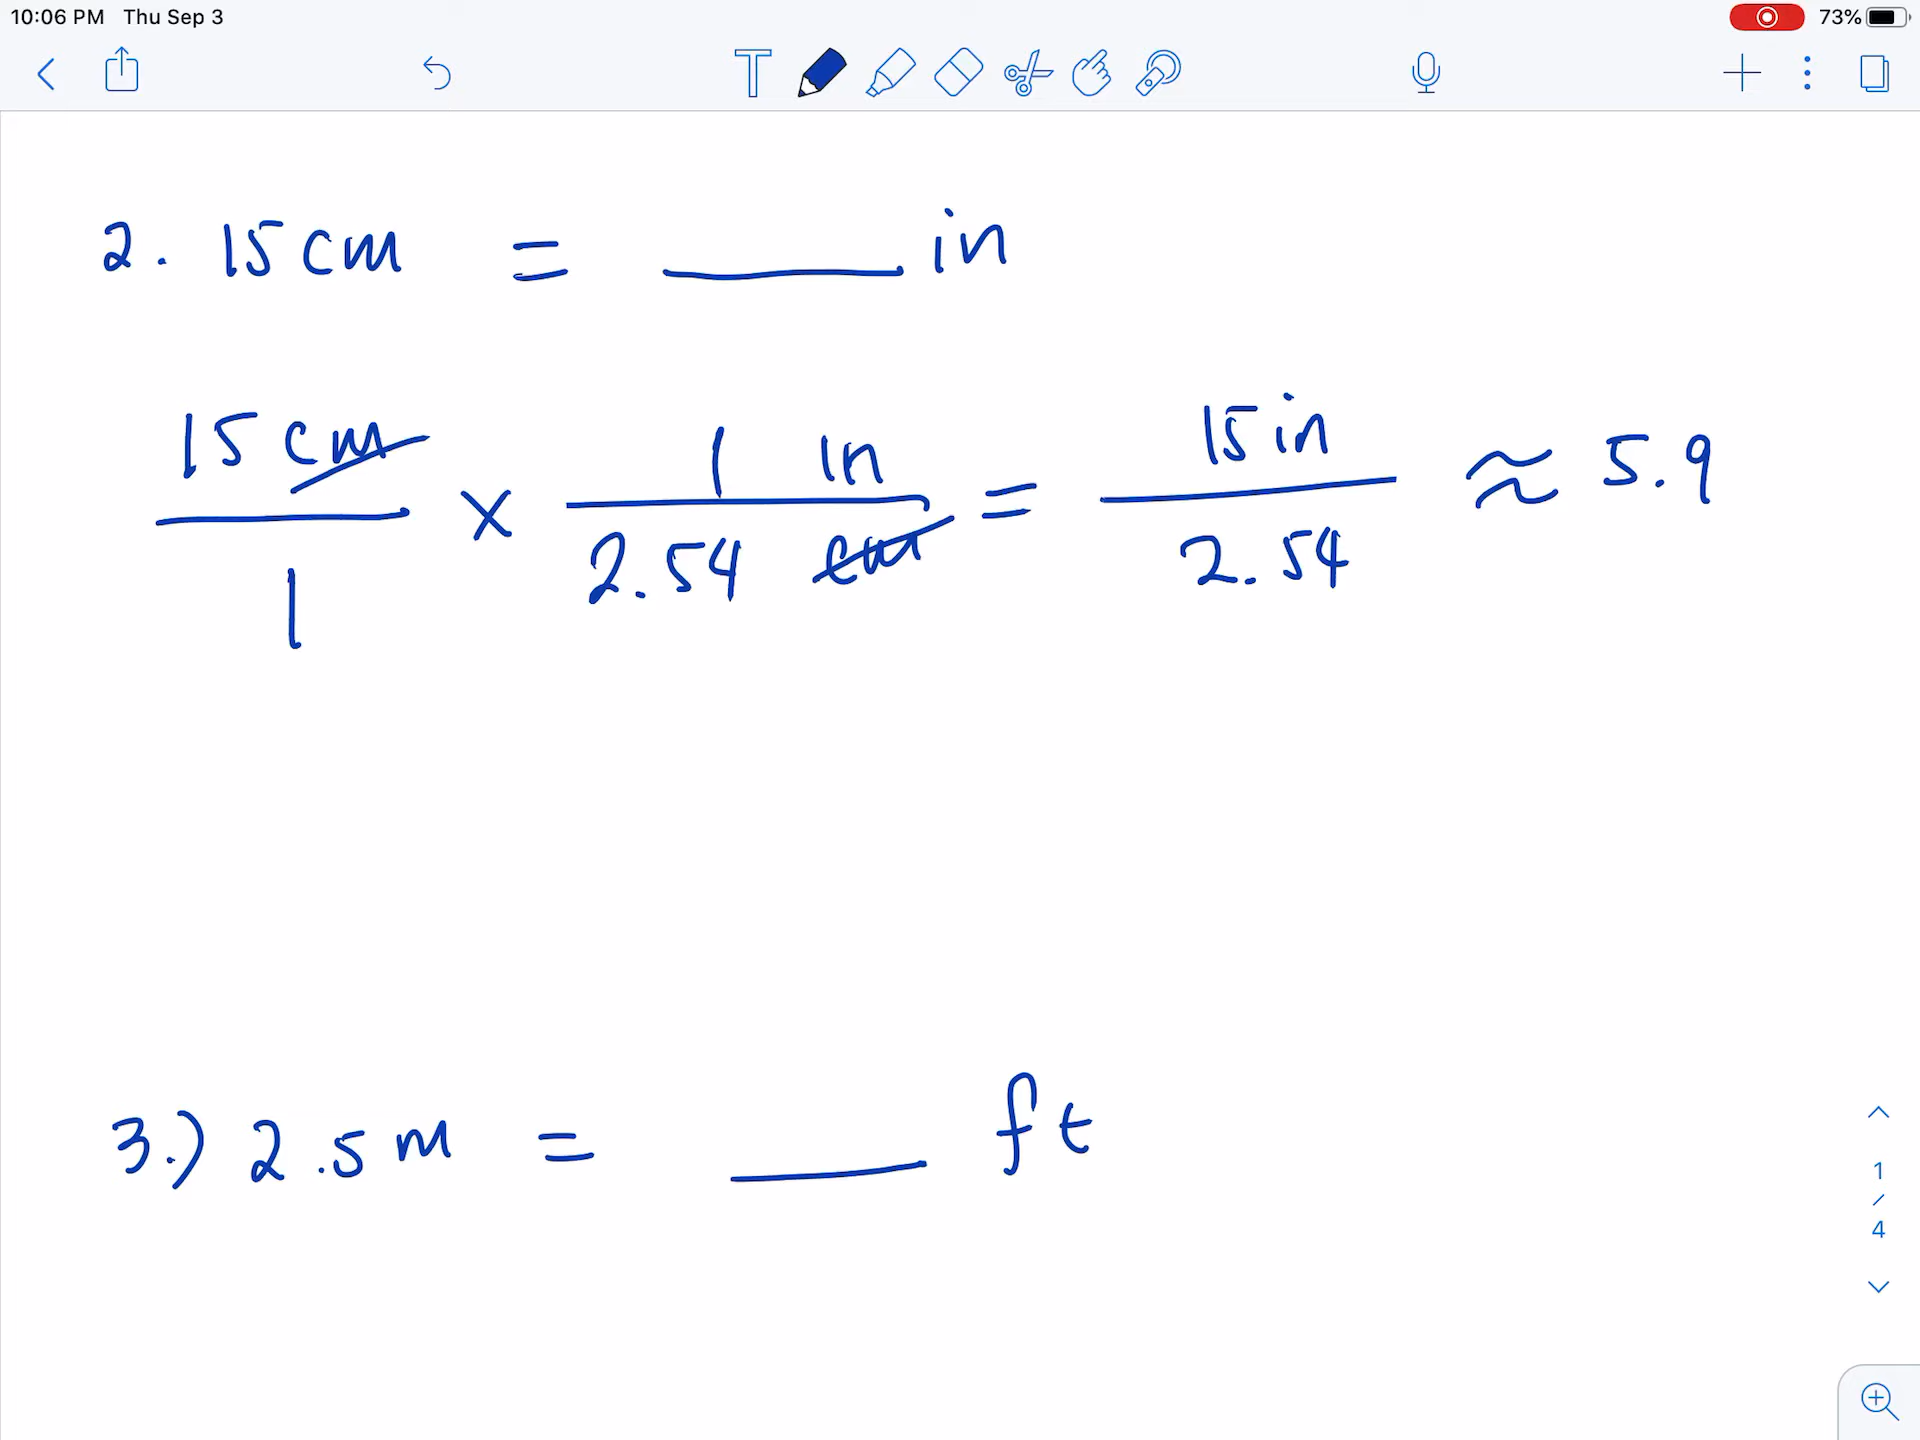 10:06 PM Thu Sep 3 73%
T
2. 15 cm = ____ in
15 cm / 1 × 1 in / 2.54 cm = 15 in / 2.54 ≈ 5.9
3.) 2.5 m = ____ ft
1 / 4